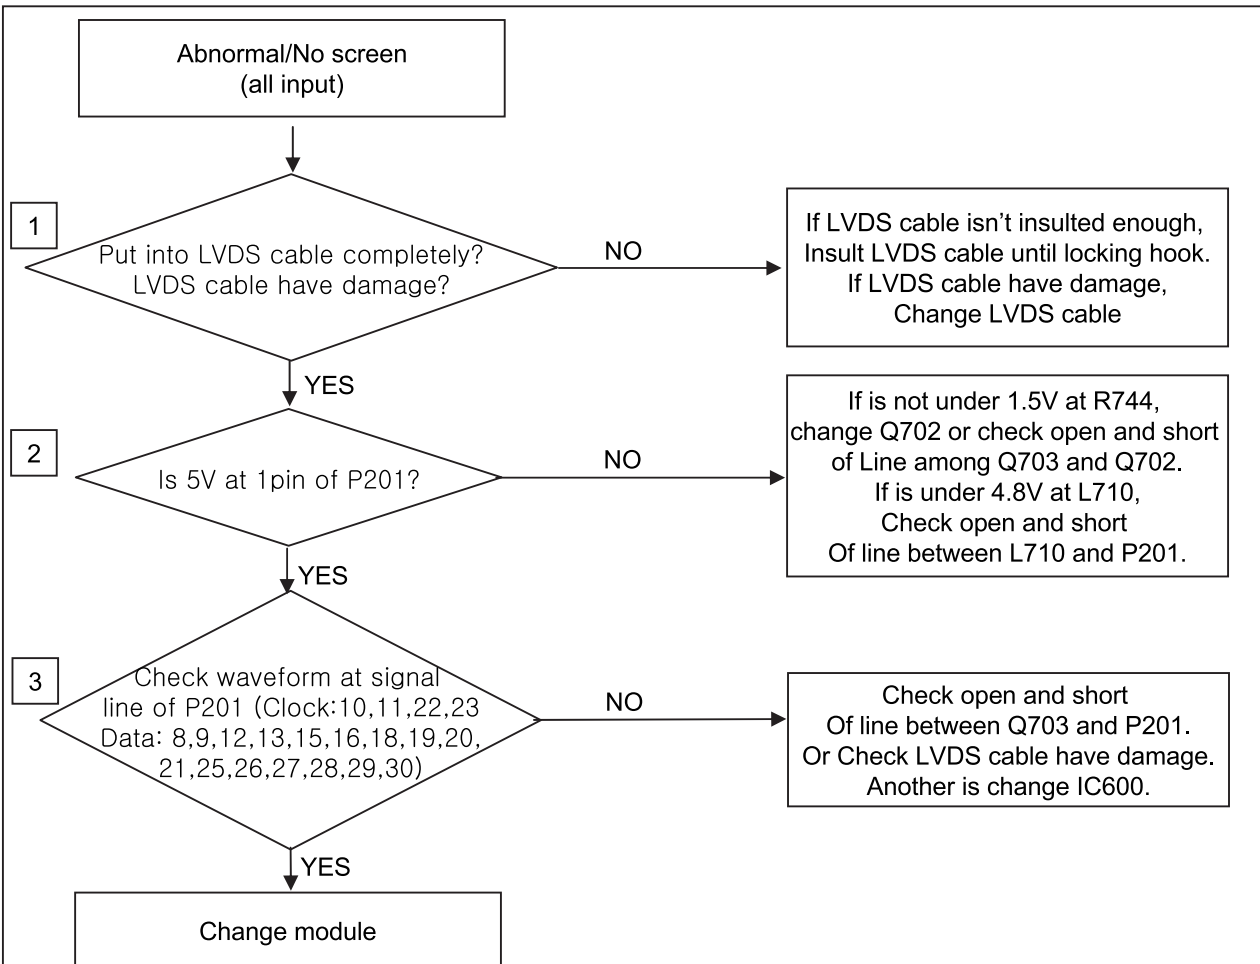 Abnormal/No screen
(all input)
1
Put into LVDS cable completely?
LVDS cable have damage?
NO
If LVDS cable isn't insulted enough,
Insult LVDS cable until locking hook.
If LVDS cable have damage,
Change LVDS cable
YES
2
Is 5V at 1pin of P201?
NO
If is not under 1.5V at R744,
change Q702 or check open and short
of Line among Q703 and Q702.
If is under 4.8V at L710,
Check open and short
Of line between L710 and P201.
YES
3
Check waveform at signal
line of P201 (Clock:10,11,22,23
Data: 8,9,12,13,15,16,18,19,20,
21,25,26,27,28,29,30)
NO
Check open and short
Of line between Q703 and P201.
Or Check LVDS cable have damage.
Another is change IC600.
YES
Change module